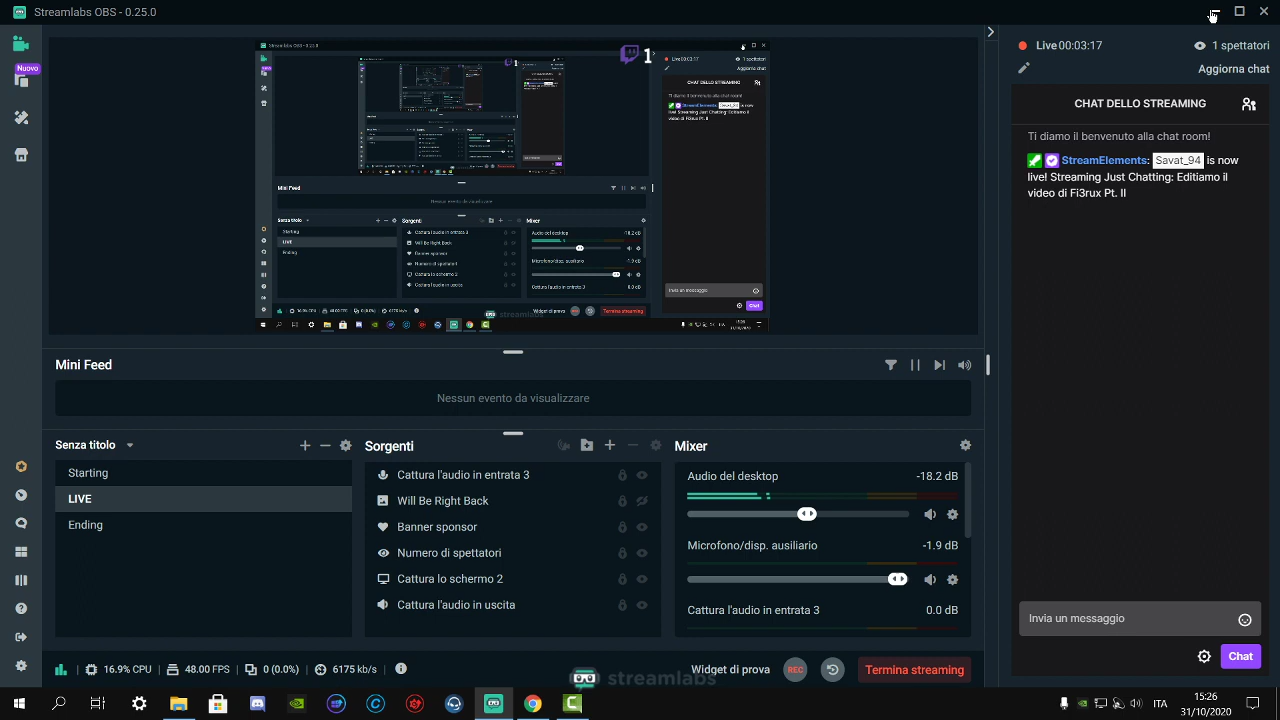 Streamlabs OBS - 0.25.0
Live 00:03:17
1 spettatori
Nuovo
1
Aggiorna chat
CHAT DELLO STREAMING
Ti diamo il benvenuto alla chat room!
StreamElements: is now
live! Streaming Just Chatting: Editiamo il
video di Fi3rux Pt. II
Mini Feed
Nessun evento da visualizzare
Senza titolo
Starting
LIVE
Ending
Sorgenti
Cattura l'audio in entrata 3
Will Be Right Back
Banner sponsor
Numero di spettatori
Cattura lo schermo 2
Cattura l'audio in uscita
Mixer
Audio del desktop -18.2 dB
Microfono/disp. ausiliario -1.9 dB
Cattura l'audio in entrata 3 0.0 dB
Invia un messaggio
Chat
16.9% CPU
48.00 FPS
0 (0.0%)
6175 kb/s
Widget di prova
REC
Termina streaming
streamlabs
ITA
15:26
31/10/2020